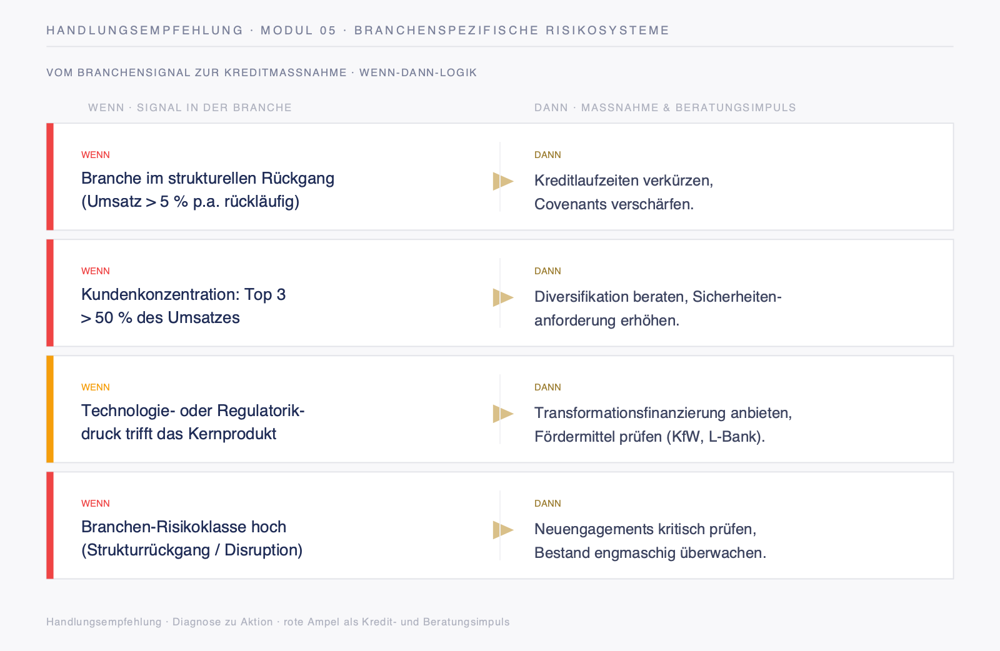 HANDLUNGSEMPFEHLUNG · MODUL 05 · BRANCHENSPEZIFISCHE RISIKOSYSTEME
VOM BRANCHENSIGNAL ZUR KREDITMASSNAHME · WENN-DANN-LOGIK
WENN · SIGNAL IN DER BRANCHE
DANN · MASSNAHME & BERATUNGSIMPULS
WENN
Branche im strukturellen Rückgang
(Umsatz > 5 % p.a. rückläufig)
DANN
Kreditlaufzeiten verkürzen,
Covenants verschärfen.
WENN
Kundenkonzentration: Top 3
> 50 % des Umsatzes
DANN
Diversifikation beraten, Sicherheiten-
anforderung erhöhen.
WENN
Technologie- oder Regulatorik-
druck trifft das Kernprodukt
DANN
Transformationsfinanzierung anbieten,
Fördermittel prüfen (KfW, L-Bank).
WENN
Branchen-Risikoklasse hoch
(Strukturrückgang / Disruption)
DANN
Neuengagements kritisch prüfen,
Bestand engmaschig überwachen.
Handlungsempfehlung · Diagnose zu Aktion · rote Ampel als Kredit- und Beratungsimpuls